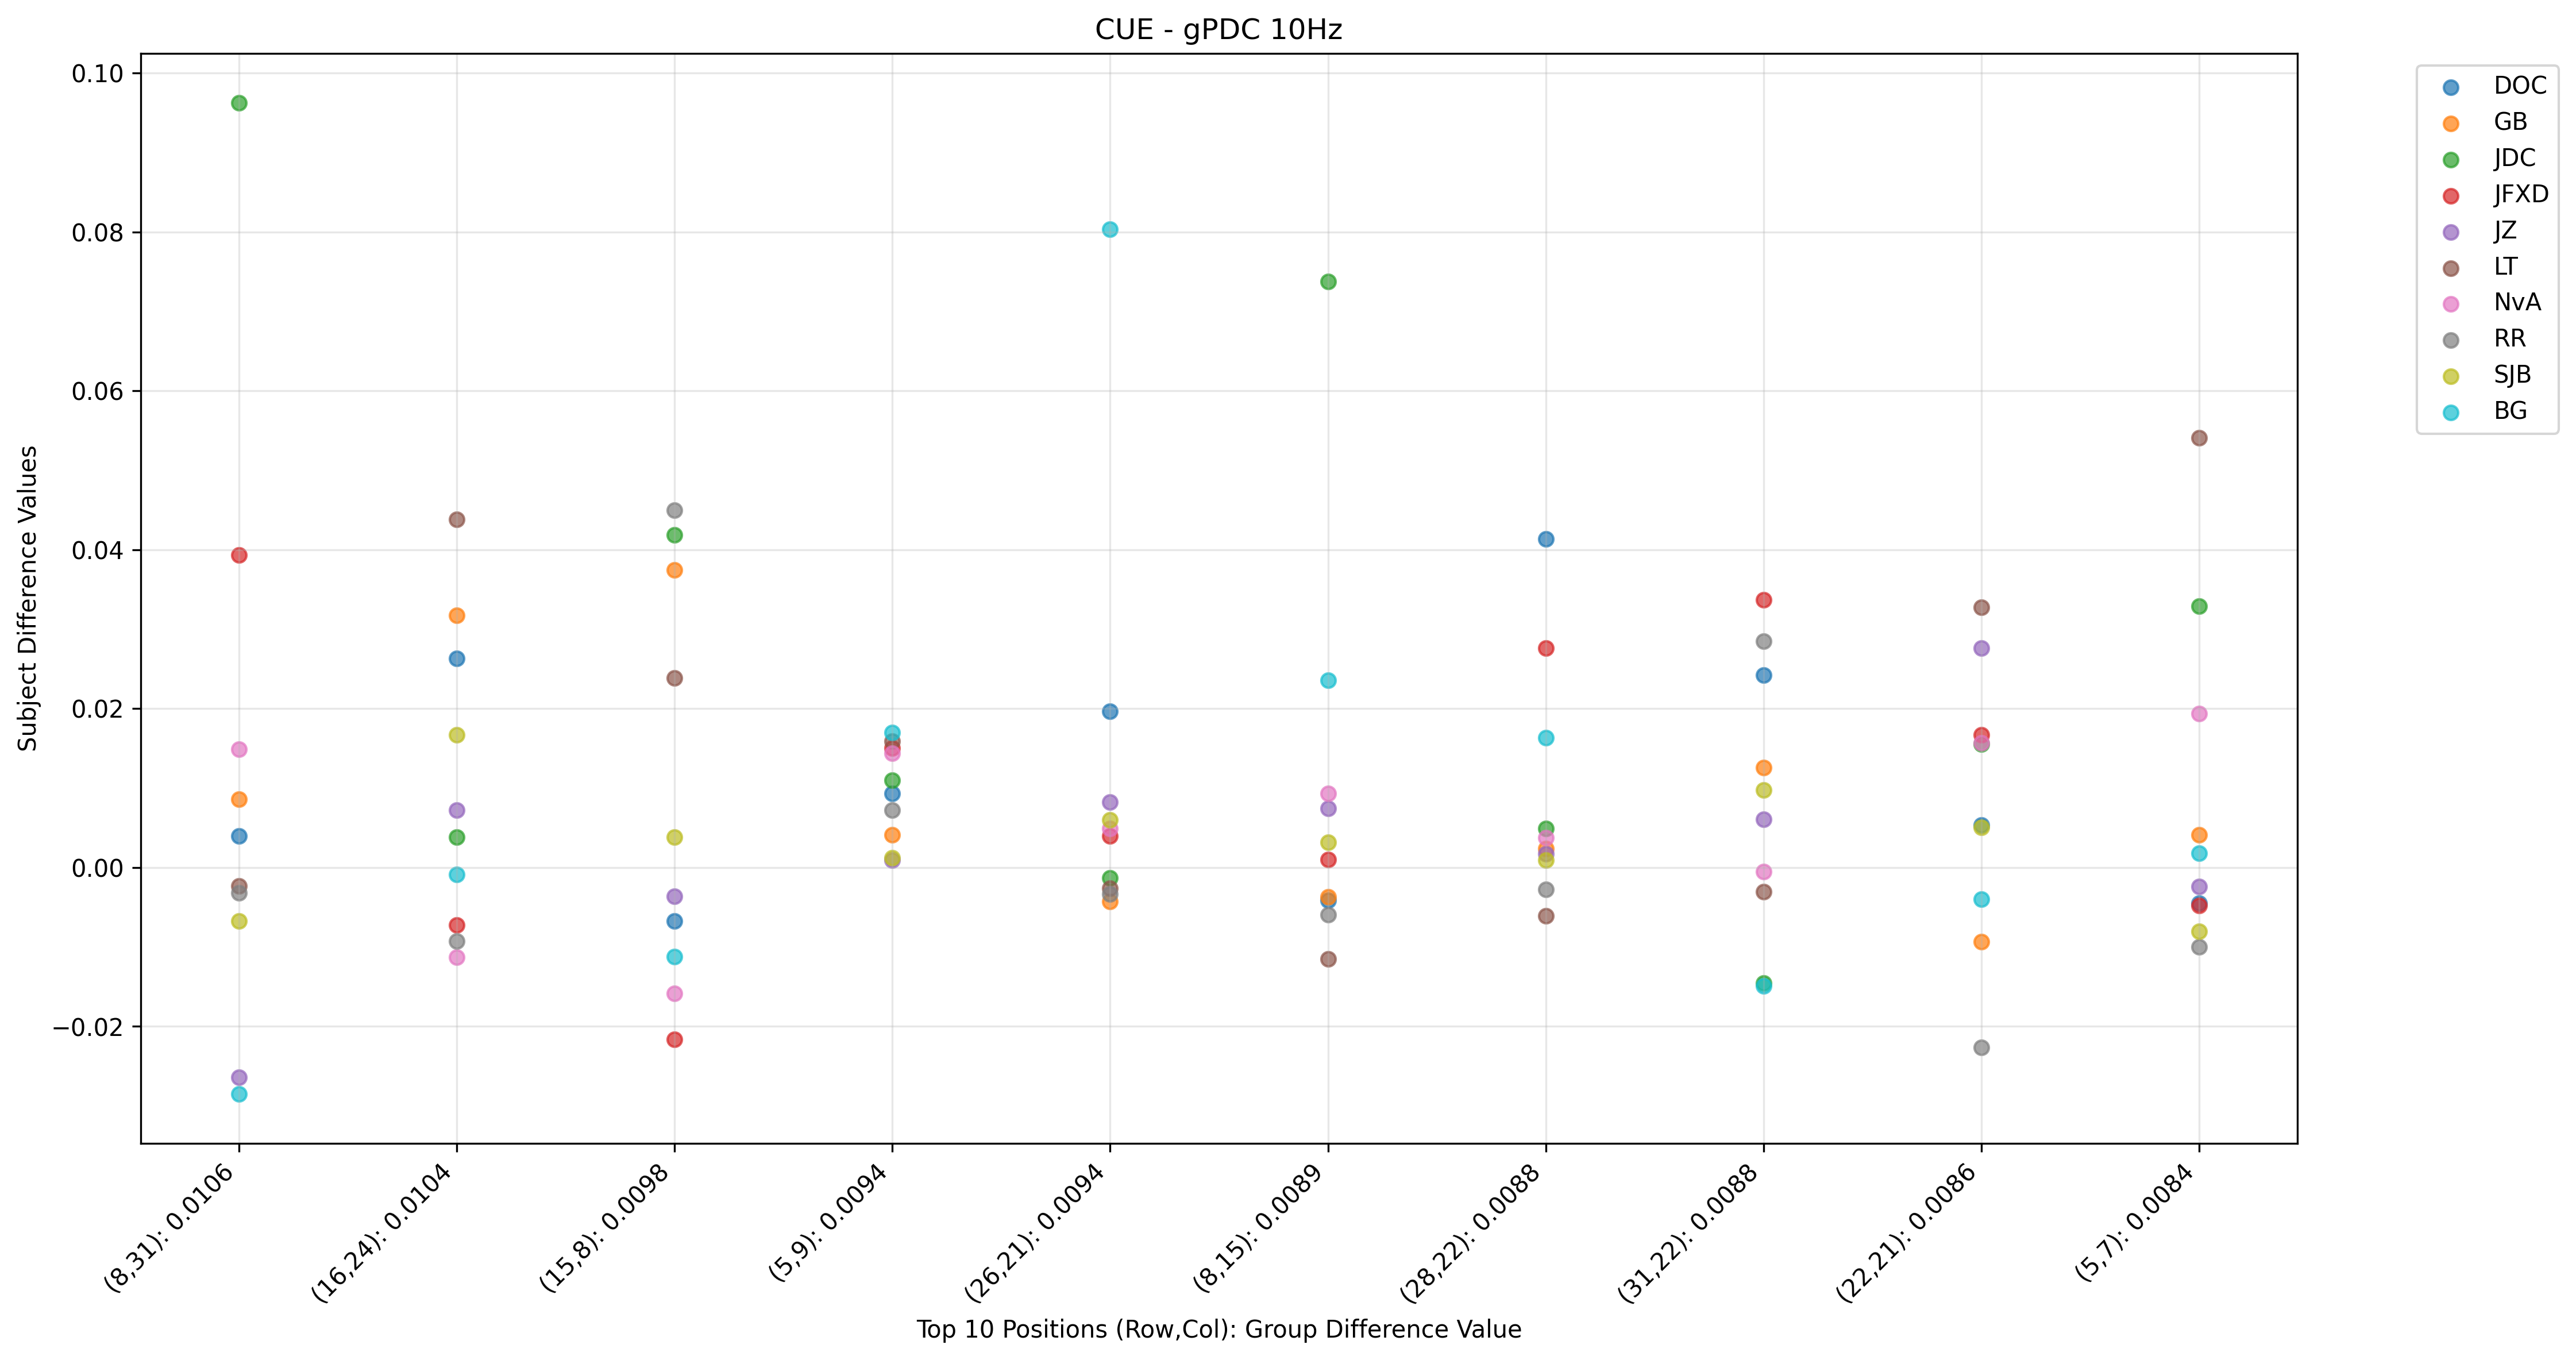 CUE - gPDC 10Hz
0.10
0.08
0.06
0.04
0.02
0.00
−0.02
Subject Difference Values
(8,31): 0.0106
(16,24): 0.0104
(15,8): 0.0098
(5,9): 0.0094
(26,21): 0.0094
(8,15): 0.0089
(28,22): 0.0088
(31,22): 0.0088
(22,21): 0.0086
(5,7): 0.0084
Top 10 Positions (Row,Col): Group Difference Value
DOC
GB
JDC
JFXD
JZ
LT
NvA
RR
SJB
BG